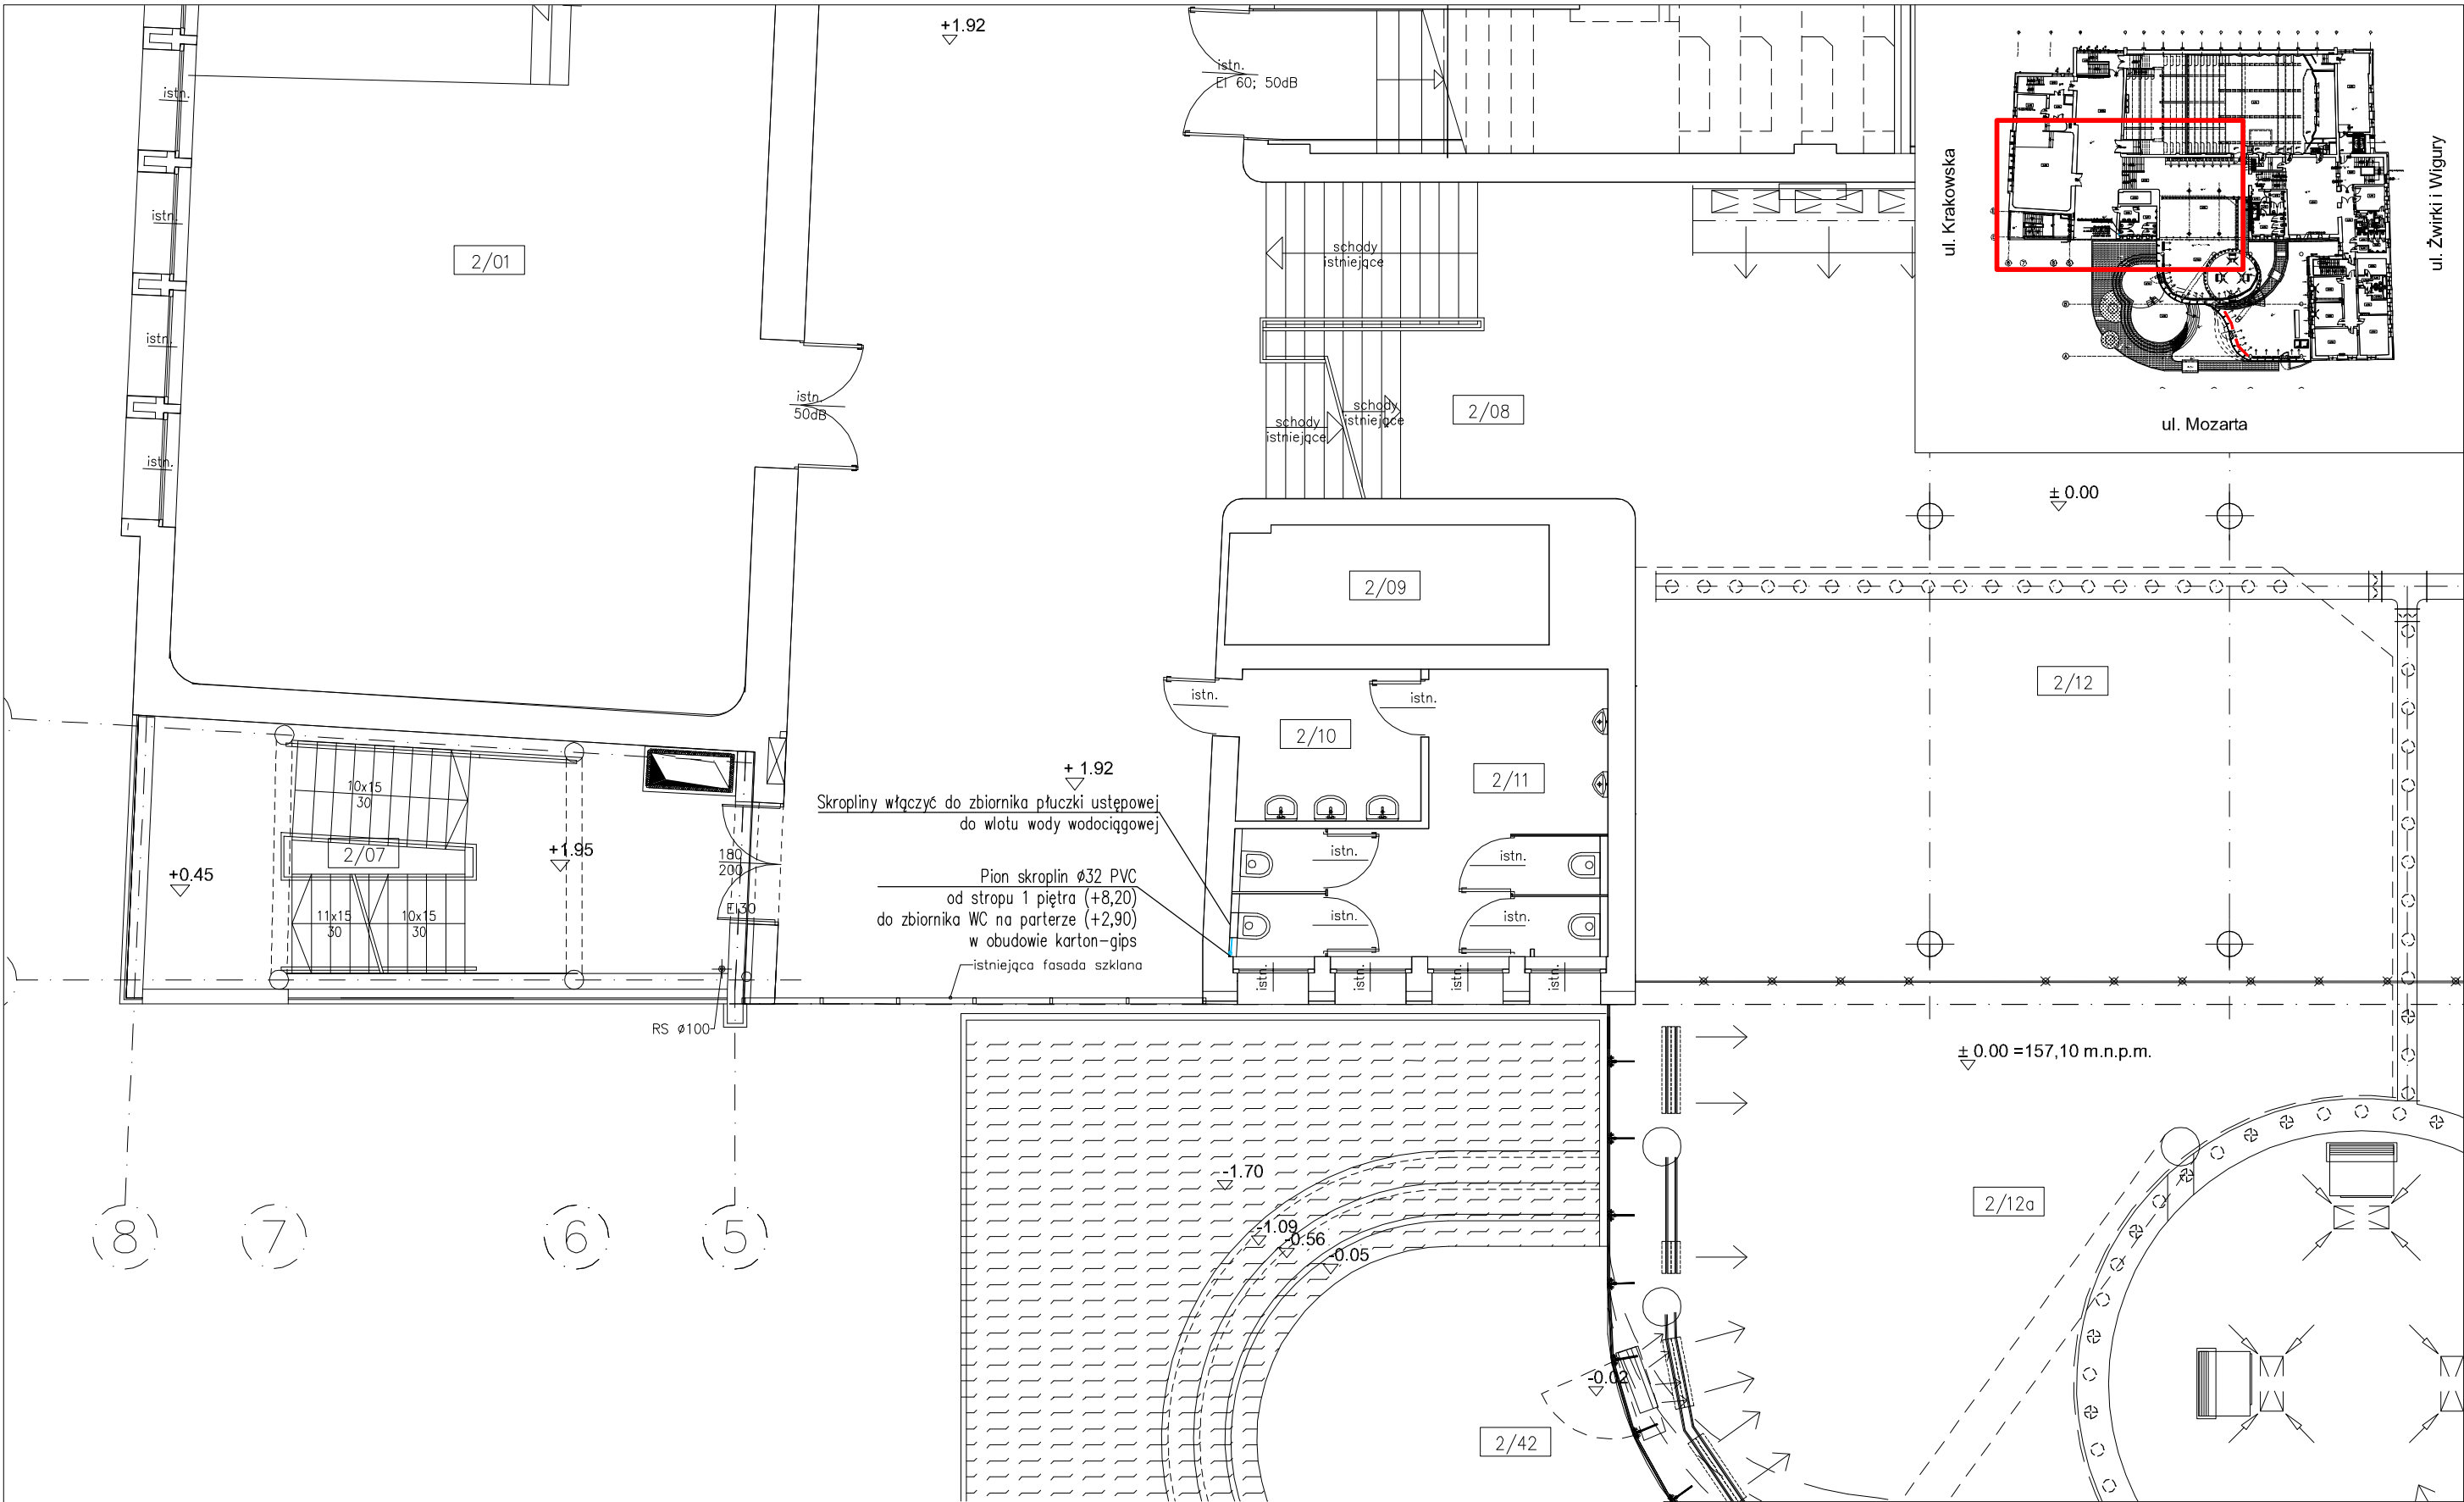 +1.92
istn.
EI 60; 50dB
istn.
istn.
istn.
istn.
2/01
istn.
50dB
schody
istniejące
schody
istniejące
schody
istniejące
2/08
ul. Krakowska
ul. Żwirki i Wigury
ul. Mozarta
± 0.00
2/09
2/12
istn.
istn.
2/10
2/11
+ 1.92
Skropliny włączyć do zbiornika płuczki ustępowej
do wlotu wody wodociągowej
Pion skroplin ø32 PVC
od stropu 1 piętra (+8,20)
do zbiornika WC na parterze (+2,90)
w obudowie karton-gips
istniejąca fasada szklana
istn.
istn.
istn.
istn.
istn.
istn.
istn.
istn.
10x15
30
2/07
+1.95
+0.45
11x15
30
10x15
30
180
200
EI30
RS ø100
± 0.00 =157,10 m.n.p.m.
-1.70
-1.09
-0.56
-0.05
-0.02
2/12a
2/42
8
7
6
5